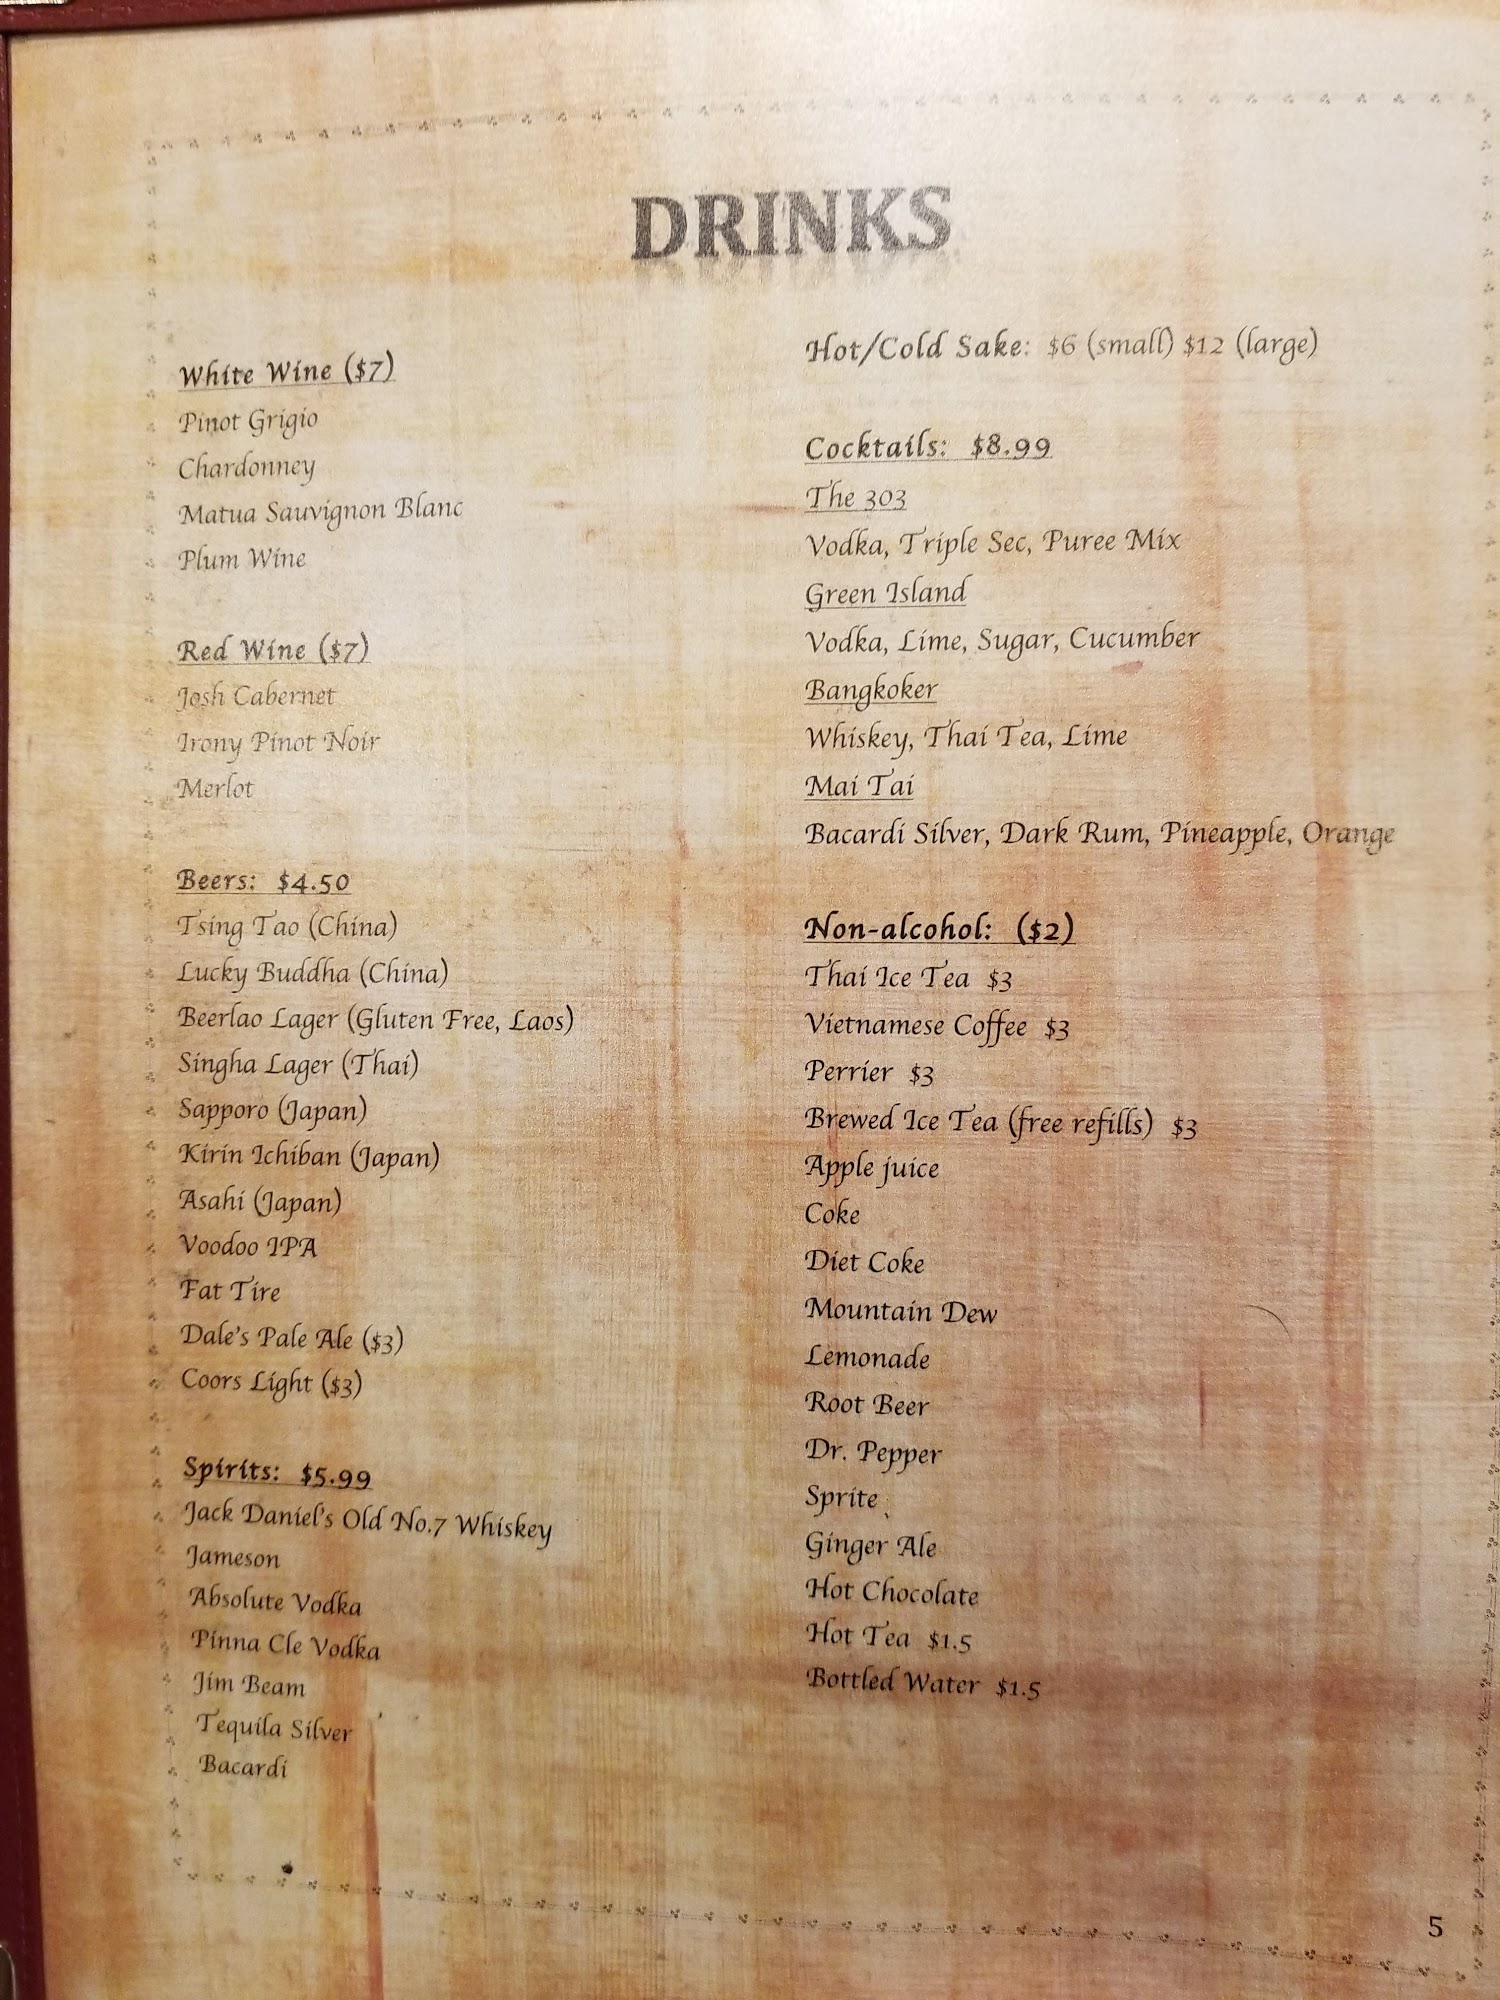 DRINKS
White Wine ($7)
Pinot Grigio
Chardonney
Matua Sauvignon Blanc
Plum Wine
Red Wine ($7)
Josh Cabernet
Irony Pinot Noir
Merlot
Beers: $4.50
Tsing Tao (China)
Lucky Buddha (China)
Beerlao Lager (Gluten Free, Laos)
Singha Lager (Thai)
Sapporo (Japan)
Kirin Ichiban (Japan)
Asahi (Japan)
Voodoo IPA
Fat Tire
Dale's Pale Ale ($3)
Coors Light ($3)
Spirits: $5.99
Jack Daniel's Old No.7 Whiskey
Jameson
Absolute Vodka
Pinna Cle Vodka
Jim Beam
Tequila Silver
Bacardi
Hot/Cold Sake: $6 (small) $12 (large)
Cocktails: $8.99
The 303
Vodka, Triple Sec, Puree Mix
Green Island
Vodka, Lime, Sugar, Cucumber
Bangkoker
Whiskey, Thai Tea, Lime
Mai Tai
Bacardi Silver, Dark Rum, Pineapple, Orange
Non-alcohol: ($2)
Thai Ice Tea $3
Vietnamese Coffee $3
Perrier $3
Brewed Ice Tea (free refills) $3
Apple juice
Coke
Diet Coke
Mountain Dew
Lemonade
Root Beer
Dr. Pepper
Sprite
Ginger Ale
Hot Chocolate
Hot Tea $1.5
Bottled Water $1.5
5